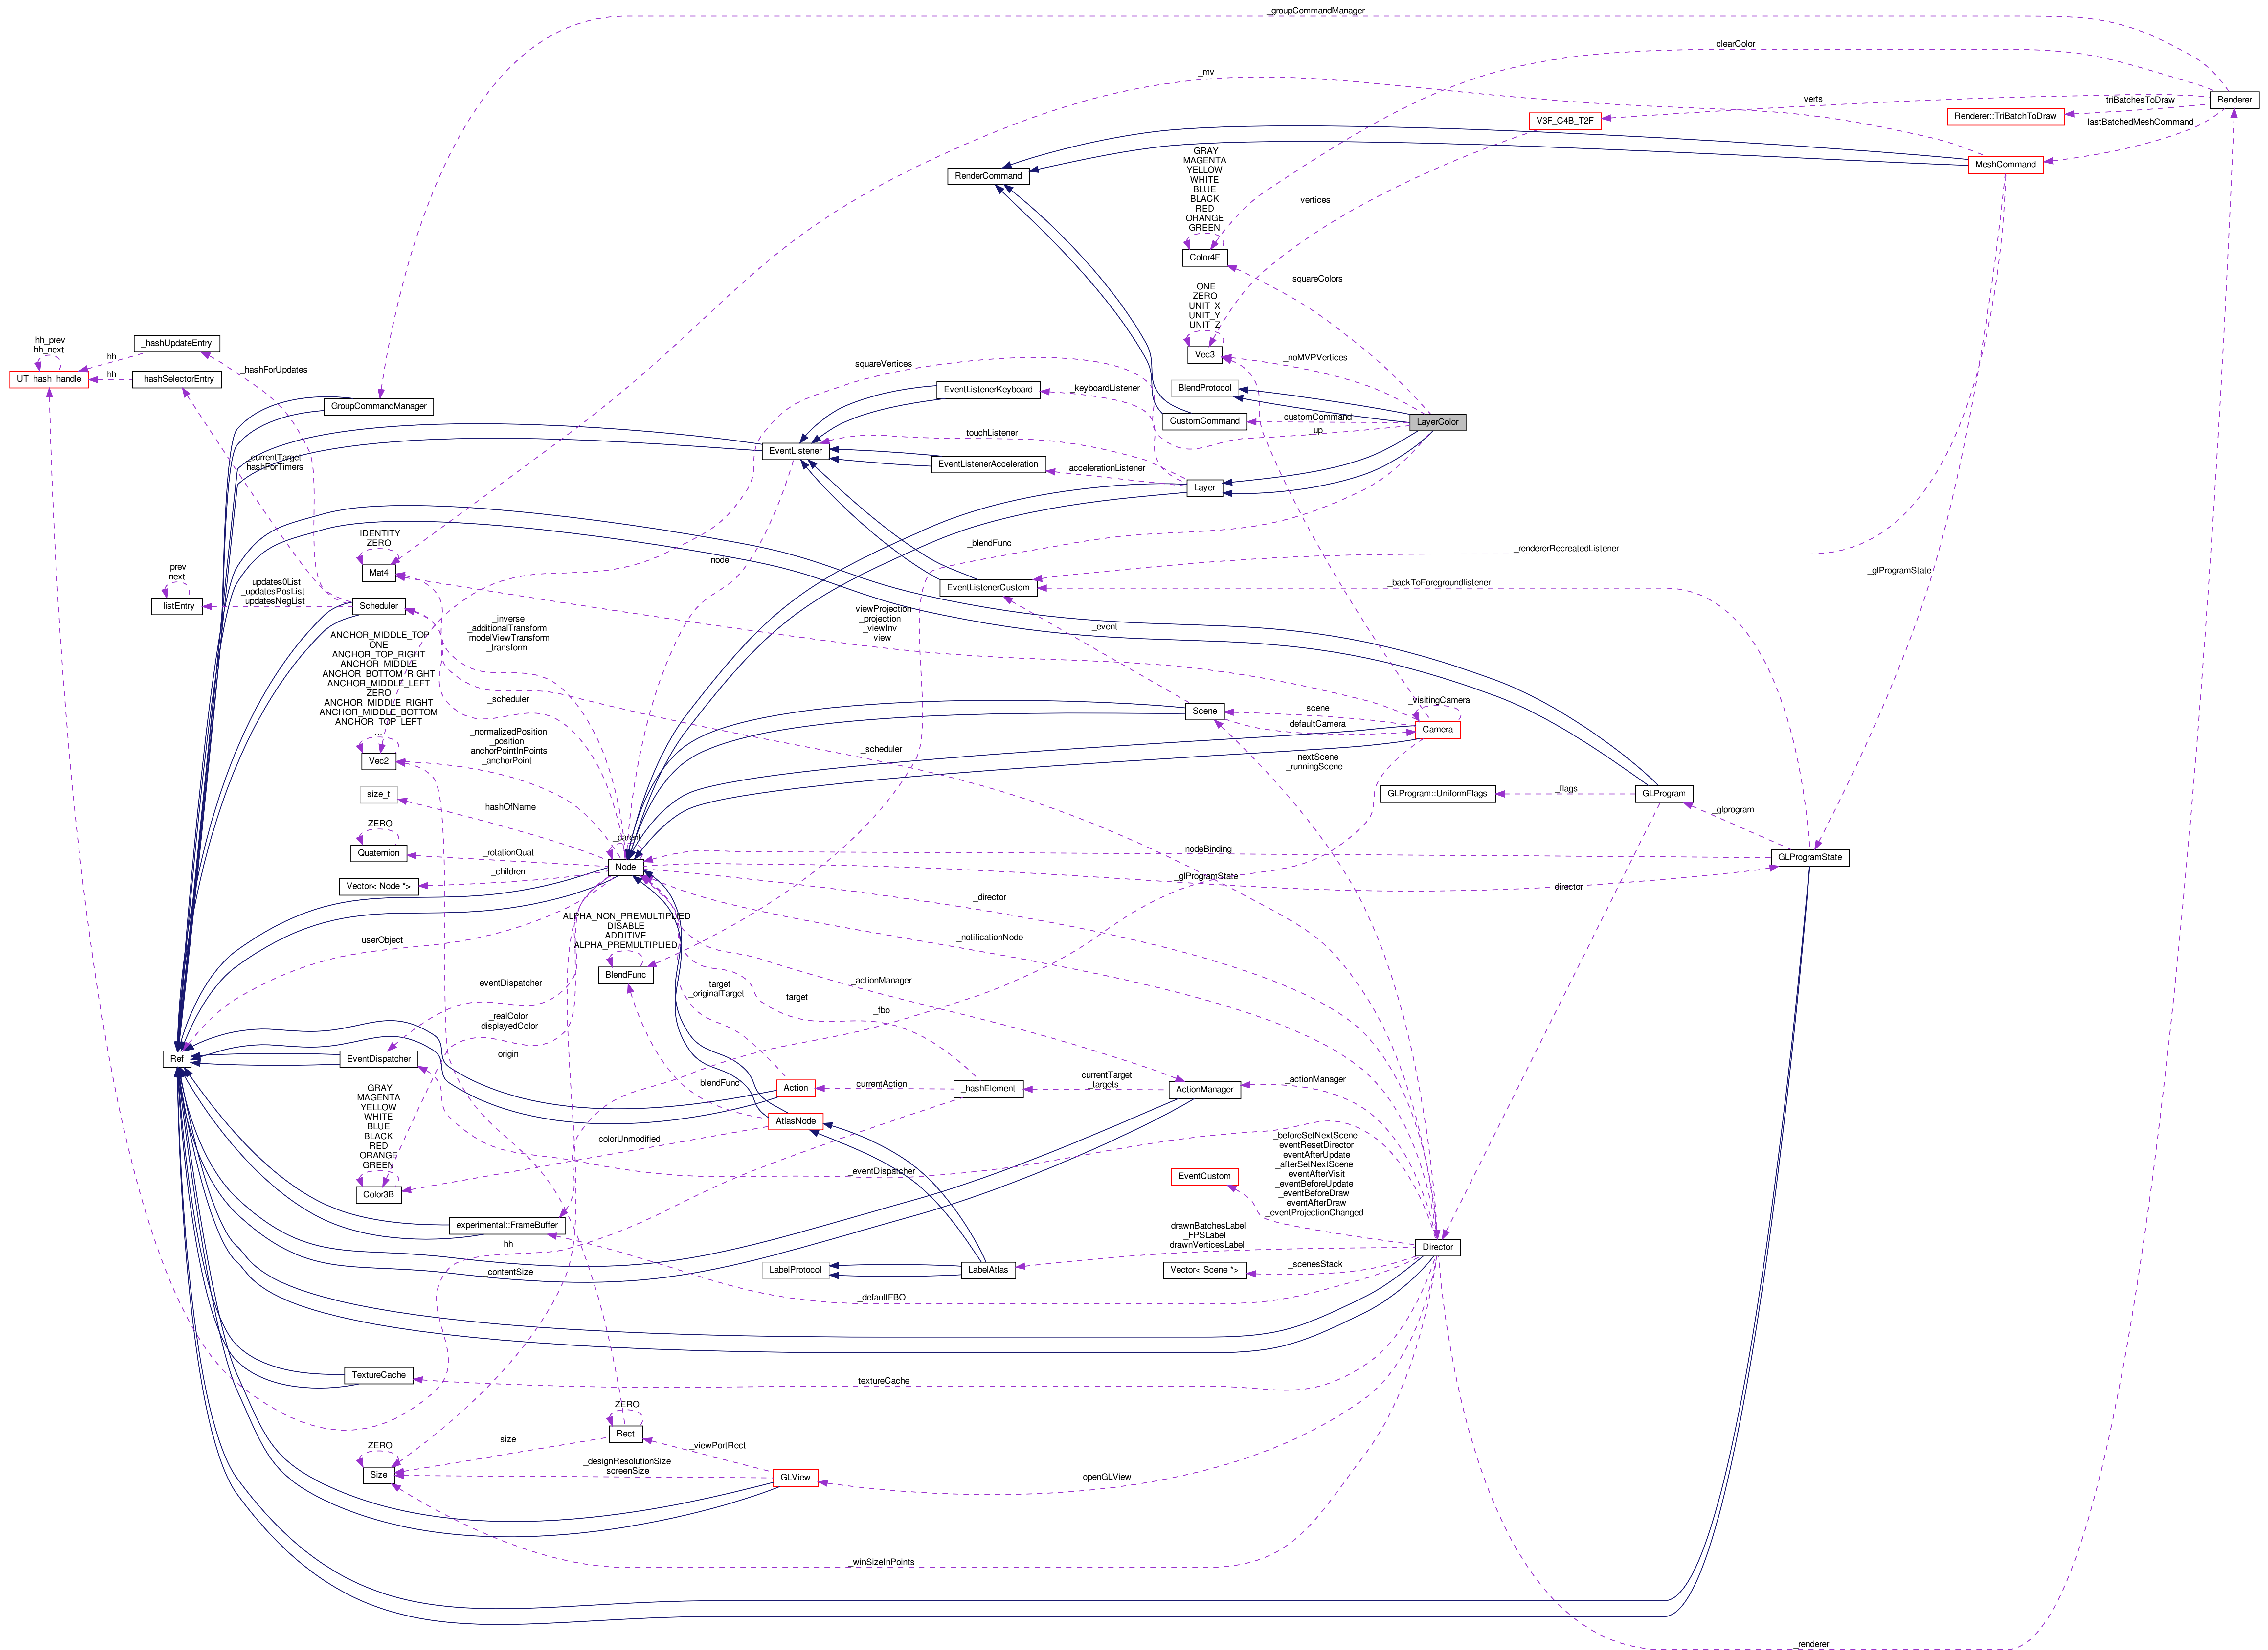 _groupCommandManager
_clearColor
_mv
_verts
Renderer
_triBatchesToDraw
Renderer::TriBatchToDraw
V3F_C4B_T2F
_lastBatchedMeshCommand
MeshCommand
RenderCommand
GRAY
MAGENTA
YELLOW
WHITE
BLUE
BLACK
RED
ORANGE
GREEN
vertices
Color4F
_squareColors
ONE
ZERO
UNIT_X
UNIT_Y
UNIT_Z
Vec3
_noMVPVertices
hh_prev
hh_next
UT_hash_handle
_hashUpdateEntry
hh
_hashSelectorEntry
hh
_hashForUpdates
_squareVertices
EventListenerKeyboard
_keyboardListener
BlendProtocol
GroupCommandManager
CustomCommand
_customCommand
LayerColor
_up
_touchListener
EventListener
_currentTarget
_hashForTimers
EventListenerAcceleration
_accelerationListener
Layer
IDENTITY
ZERO
Mat4
_node
_blendFunc
_rendererRecreatedListener
_glProgramState
prev
next
_listEntry
_updates0List
_updatesPosList
_updatesNegList
Scheduler
EventListenerCustom
_backToForegroundlistener
_inverse
_additionalTransform
_modelViewTransform
_transform
_viewProjection
_projection
_viewInv
_view
_event
ANCHOR_MIDDLE_TOP
ONE
ANCHOR_TOP_RIGHT
ANCHOR_MIDDLE
ANCHOR_BOTTOM_RIGHT
ANCHOR_MIDDLE_LEFT
ZERO
ANCHOR_MIDDLE_RIGHT
ANCHOR_MIDDLE_BOTTOM
ANCHOR_TOP_LEFT
...
Vec2
_scheduler
_normalizedPosition
_position
_anchorPointInPoints
_anchorPoint
Scene
_scene
_defaultCamera
_visitingCamera
Camera
_scheduler
_nextScene
_runningScene
size_t
_hashOfName
GLProgram::UniformFlags
_flags
GLProgram
_glprogram
ZERO
Quaternion
_rotationQuat
_parent
Node
_nodeBinding
GLProgramState
Vector< Node *>
_children
_glProgramState
_director
_director
ALPHA_NON_PREMULTIPLIED
DISABLE
ADDITIVE
ALPHA_PREMULTIPLIED
BlendFunc
_userObject
_notificationNode
_eventDispatcher
_target
_originalTarget
target
_actionManager
_fbo
_realColor
_displayedColor
origin
Ref
EventDispatcher
_blendFunc
Action
currentAction
_hashElement
_currentTarget
_targets
ActionManager
_actionManager
GRAY
MAGENTA
YELLOW
WHITE
BLUE
BLACK
RED
ORANGE
GREEN
Color3B
AtlasNode
_colorUnmodified
_eventDispatcher
_beforeSetNextScene
_eventResetDirector
_eventAfterUpdate
_afterSetNextScene
_eventAfterVisit
_eventBeforeUpdate
_eventBeforeDraw
_eventAfterDraw
_eventProjectionChanged
EventCustom
experimental::FrameBuffer
hh
_drawnBatchesLabel
_FPSLabel
_drawnVerticesLabel
Director
_contentSize
LabelProtocol
LabelAtlas
Vector< Scene *>
_scenesStack
_defaultFBO
TextureCache
_textureCache
ZERO
Rect
size
_viewPortRect
ZERO
Size
_designResolutionSize
_screenSize
GLView
_openGLView
_winSizeInPoints
_renderer